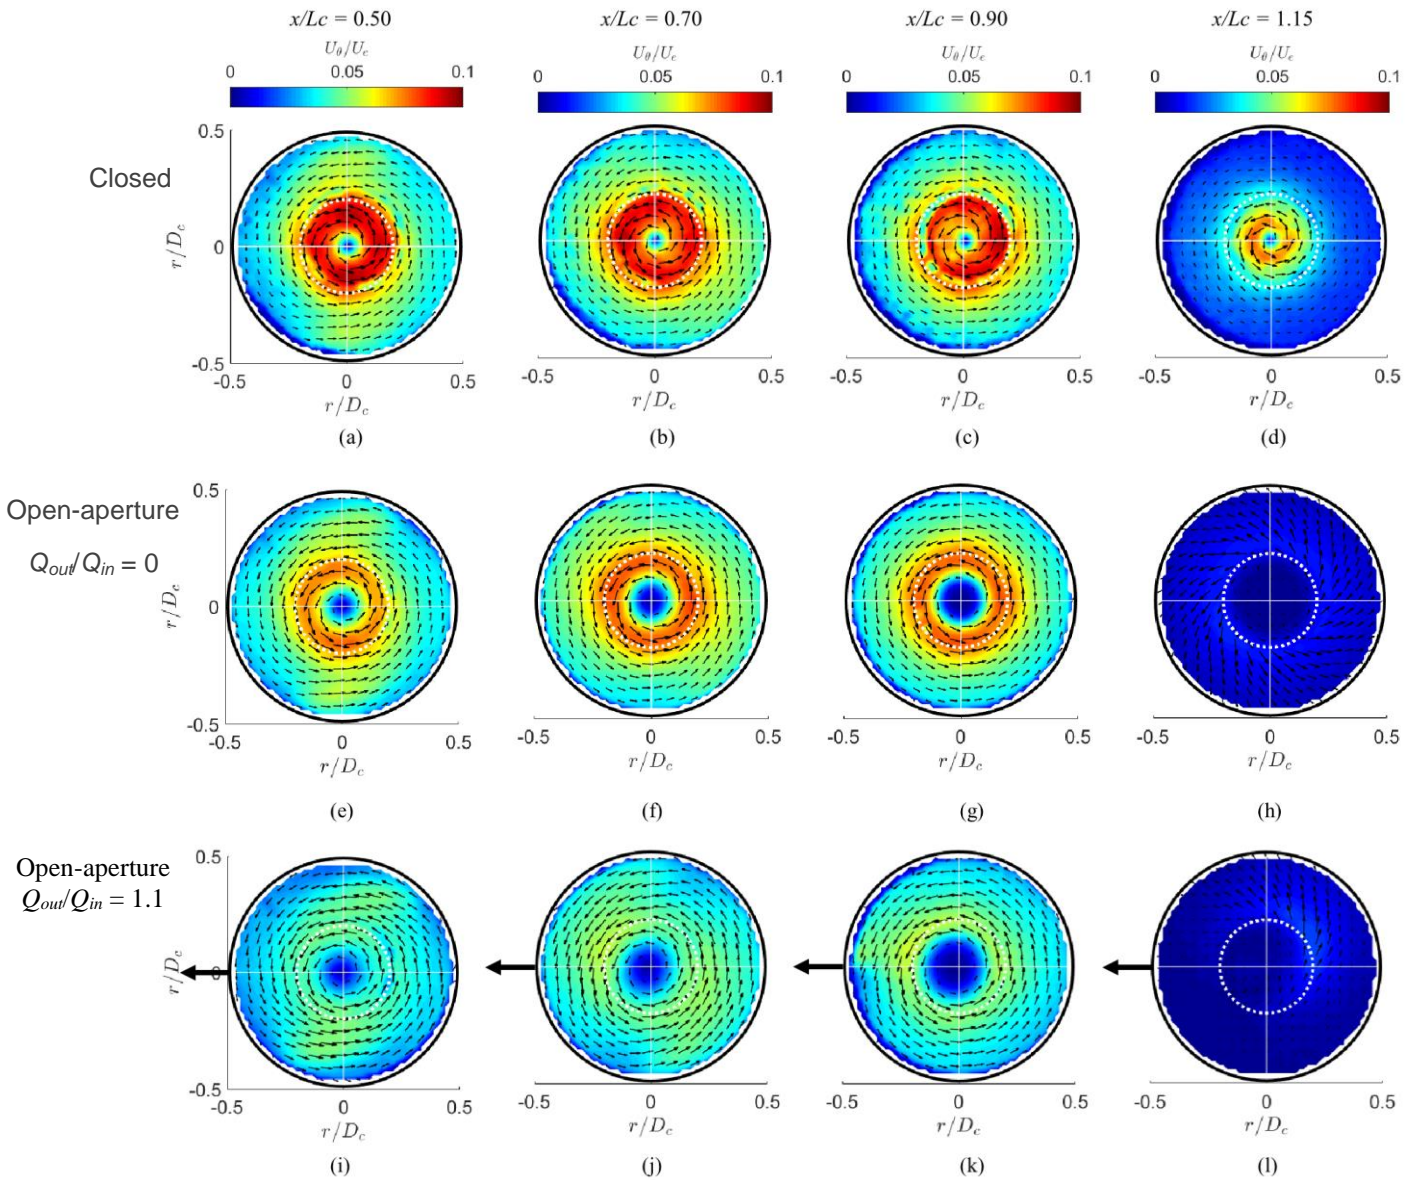 x/Lc = 0.50 x/Lc = 0.70 x/Lc = 0.90 x/Lc = 1.15
Uθ/Ue Uθ/Ue Uθ/Ue Uθ/Ue
0 0.05 0.1 0 0.05 0.1 0 0.05 0.1 0 0.05 0.1
0.5
Closed
r/Dc
0
-0.5
-0.5 0 0.5 -0.5 0 0.5 -0.5 0 0.5 -0.5 0 0.5
r/Dc r/Dc r/Dc r/Dc
(a) (b) (c) (d)
0.5
Open-aperture
Qout/Qin = 0
r/Dc
0
-0.5
-0.5 0 0.5 -0.5 0 0.5 -0.5 0 0.5 -0.5 0 0.5
r/Dc r/Dc r/Dc r/Dc
(e) (f) (g) (h)
0.5
Open-aperture
Qout/Qin = 1.1
r/Dc
0
-0.5
-0.5 0 0.5 -0.5 0 0.5 -0.5 0 0.5 -0.5 0 0.5
r/Dc r/Dc r/Dc r/Dc
(i) (j) (k) (l)